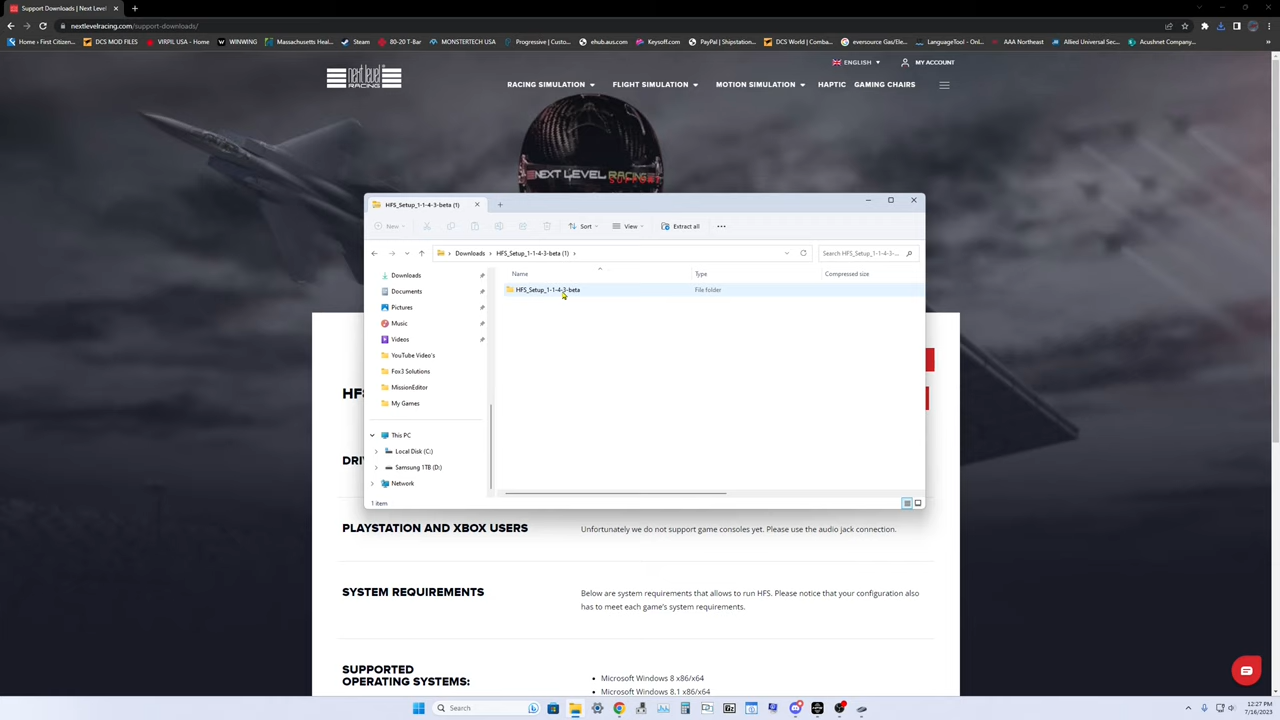 Support Downloads | Next Level
nextlevelracing.com/support-downloads/
Home ‹ First Citizen...
DCS MOD FILES
VIRPIL USA - Home
WINWING
Massachusetts Heal...
Steam
80-20 T-Bar
MONSTERTECH USA
Progressive | Custo...
ehub.aus.com
Keysoff.com
PayPal | Shipstation...
DCS World | Comba...
eversource Gas/Ele...
LanguageTool - Onl...
AAA Northeast
Allied Universal Sec...
Acushnet Company...
ENGLISH
MY ACCOUNT
next level
RACING
RACING SIMULATION
FLIGHT SIMULATION
MOTION SIMULATION
HAPTIC
GAMING CHAIRS
NEXT LEVEL RACING
SUPPORT
HFS_Setup_1-1-4-3-beta (1)
New
Sort
View
Extract all
Downloads
HFS_Setup_1-1-4-3-beta (1)
Search HFS_Setup_1-1-4-3-...
Downloads
Documents
Pictures
Music
Videos
YouTube Video's
Fox3 Solutions
MissionEditor
My Games
This PC
Local Disk (C:)
Samsung 1TB (D:)
Network
Name
Type
Compressed size
HFS_Setup_1-1-4-3-beta
File folder
1 item
PLAYSTATION AND XBOX USERS
Unfortunately we do not support game consoles yet. Please use the audio jack connection.
SYSTEM REQUIREMENTS
Below are system requirements that allows to run HFS. Please notice that your configuration also
has to meet each game's system requirements.
SUPPORTED
OPERATING SYSTEMS:
Microsoft Windows 8 x86/x64
Microsoft Windows 8.1 x86/x64
Search
12:27 PM
7/16/2023